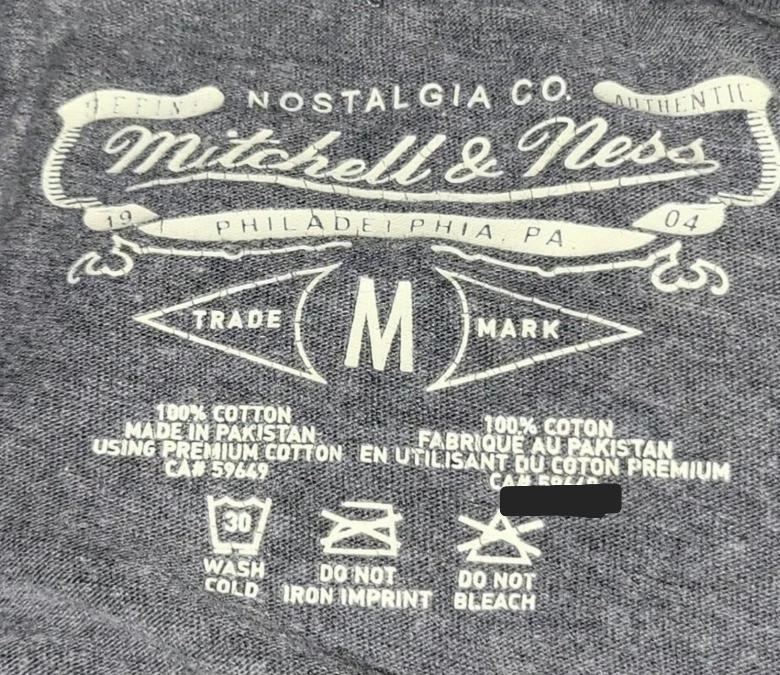 NOSTALGIA CO.
AUTHENTIC
Mitchell & Ness
19 PHILADELPHIA, PA. 04
TRADE M MARK
100% COTTON
MADE IN PAKISTAN
USING PREMIUM COTTON
CA# 59649
100% COTON
FABRIQUE AU PAKISTAN
EN UTILISANT DU COTON PREMIUM
CA#
30
WASH
COLD
DO NOT
IRON IMPRINT
DO NOT
BLEACH